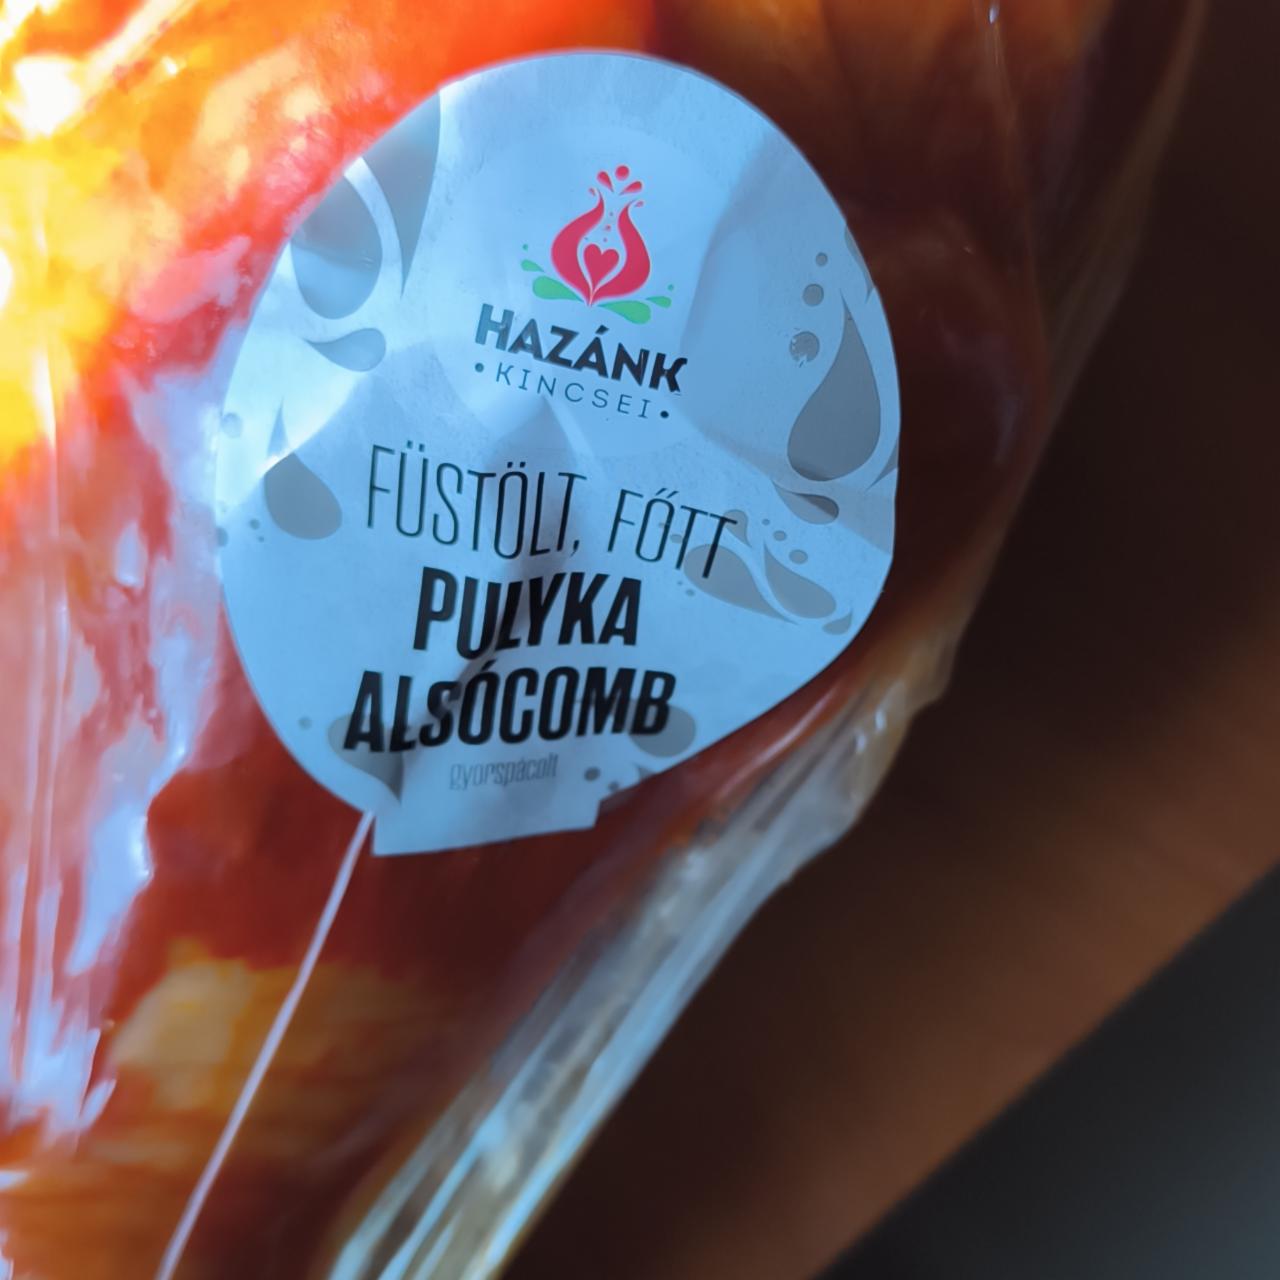 HAZÁNK
•KINCSEI•
FÜSTÖLT, FŐTT
PULYKA
ALSÓCOMB
gyorspácolt